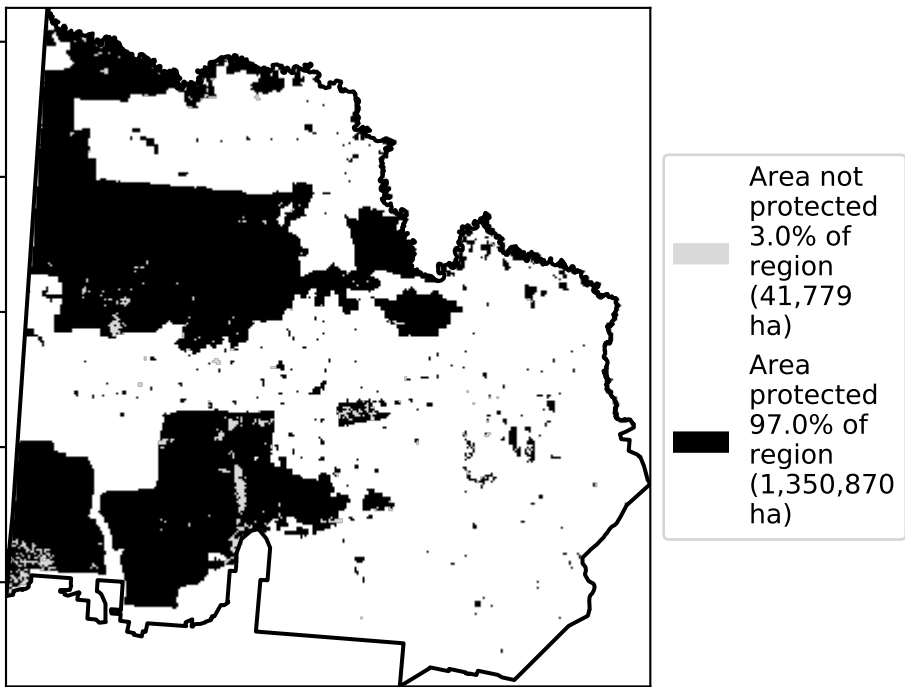 Area not
protected
3.0% of
region
(41,779
ha)
Area
protected
97.0% of
region
(1,350,870
ha)